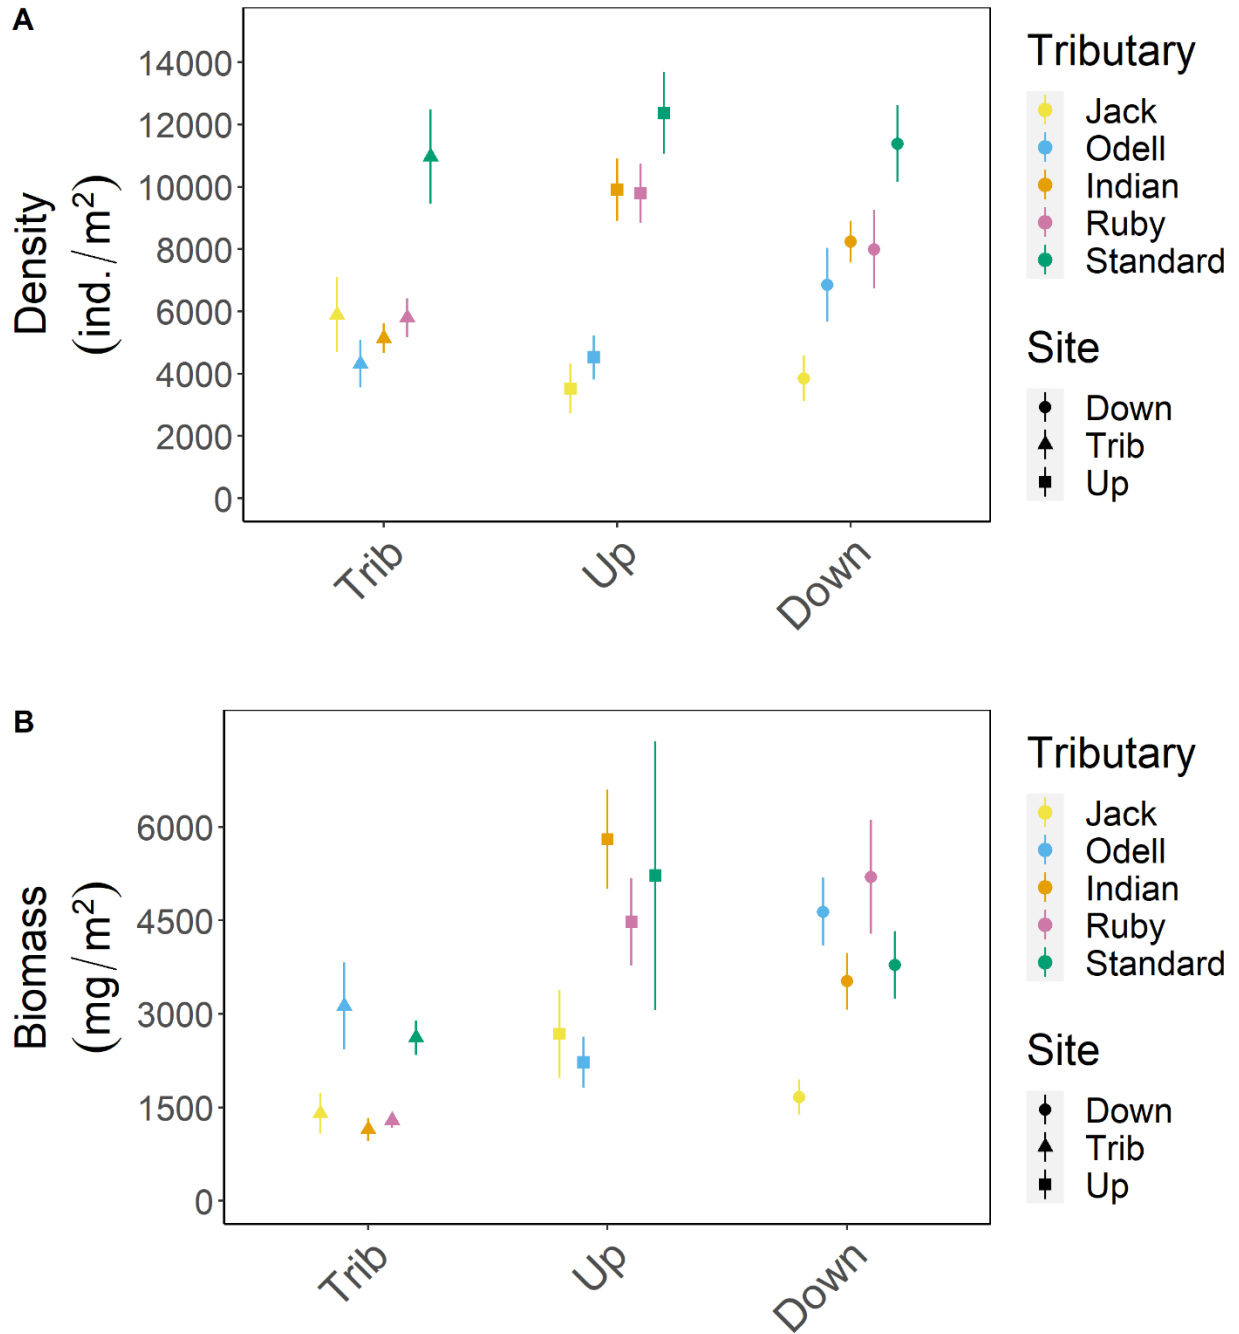 A
Density
(ind./m²)
14000
12000
10000
8000
6000
4000
2000
0
Trib
Up
Down
Tributary
Jack
Odell
Indian
Ruby
Standard
Site
Down
Trib
Up
B
Biomass
(mg/m²)
6000
4500
3000
1500
0
Trib
Up
Down
Tributary
Jack
Odell
Indian
Ruby
Standard
Site
Down
Trib
Up